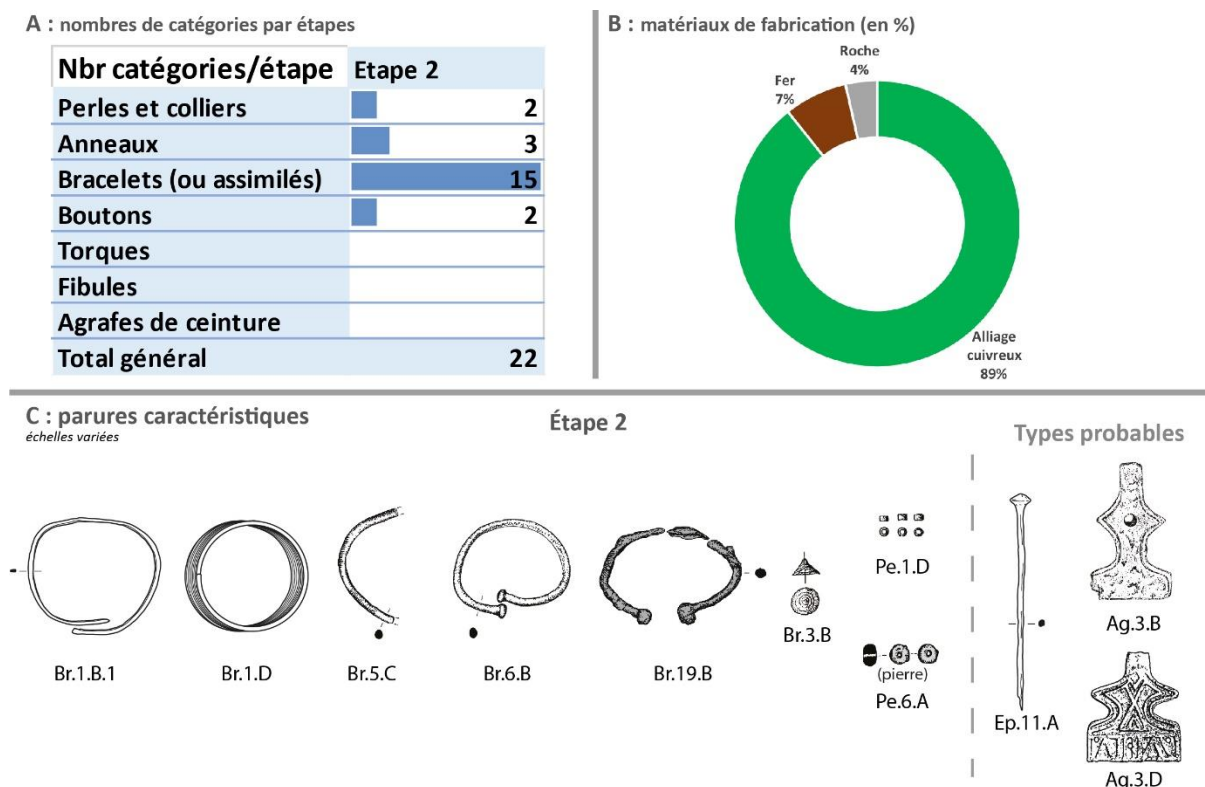 A : nombres de catégories par étapes
Nbr catégories/étape Etape 2
Perles et colliers 2
Anneaux 3
Bracelets (ou assimilés) 15
Boutons 2
Torques
Fibules
Agrafes de ceinture
Total général 22
B : matériaux de fabrication (en %)
Roche
4%
Fer
7%
Alliage
cuivreux
89%
C : parures caractéristiques
échelles variées
Étape 2
Types probables
Br.1.B.1
Br.1.D
Br.5.C
Br.6.B
Br.19.B
Br.3.B
Pe.1.D
(pierre)
Pe.6.A
Ep.11.A
Ag.3.B
Ag.3.D